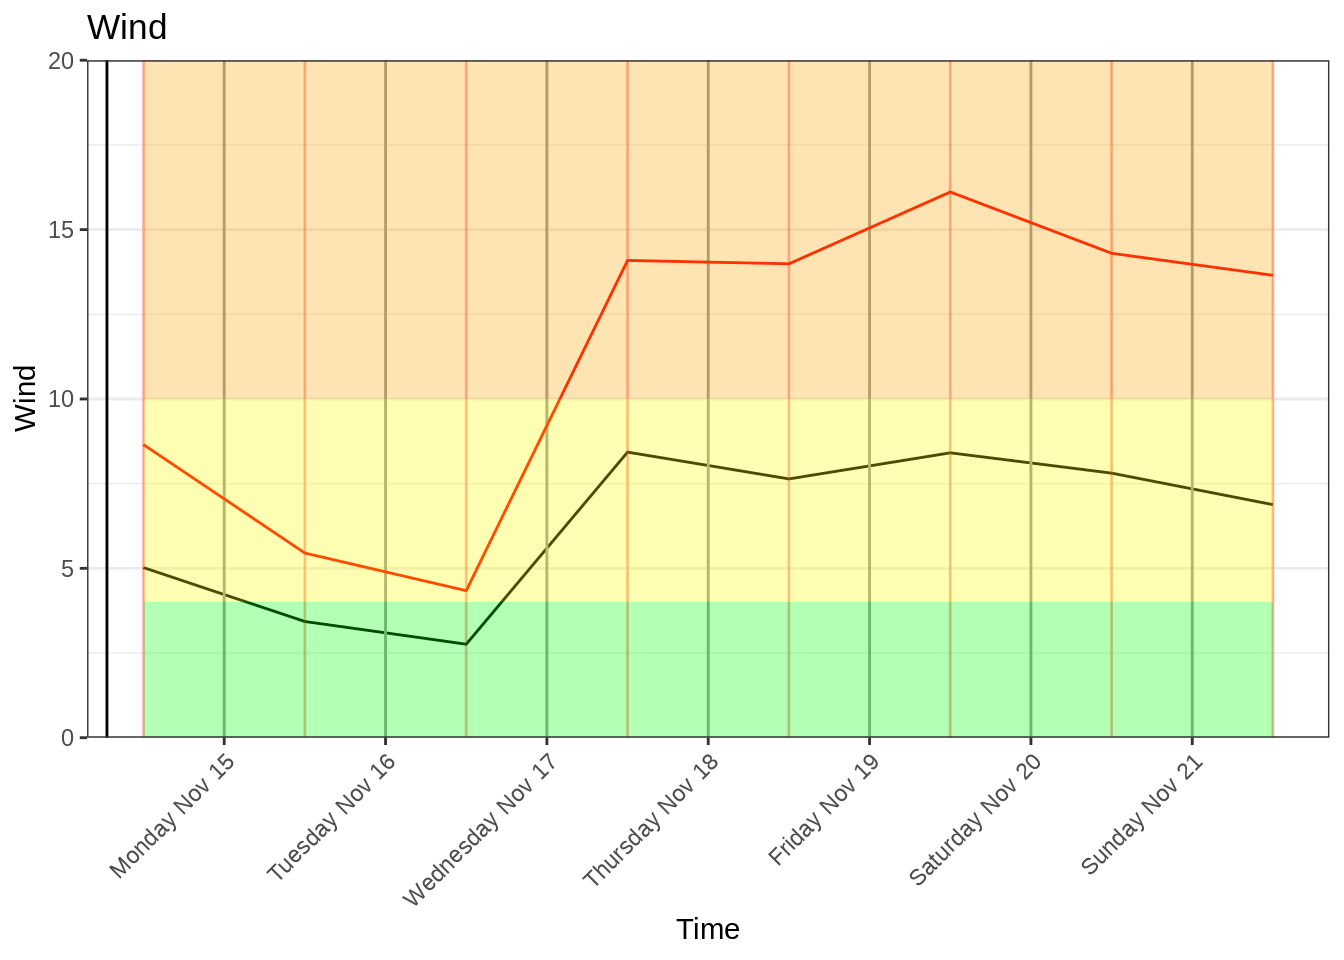 Wind
20
15
10
5
0
Wind
Monday Nov 15
Tuesday Nov 16
Wednesday Nov 17
Thursday Nov 18
Friday Nov 19
Saturday Nov 20
Sunday Nov 21
Time